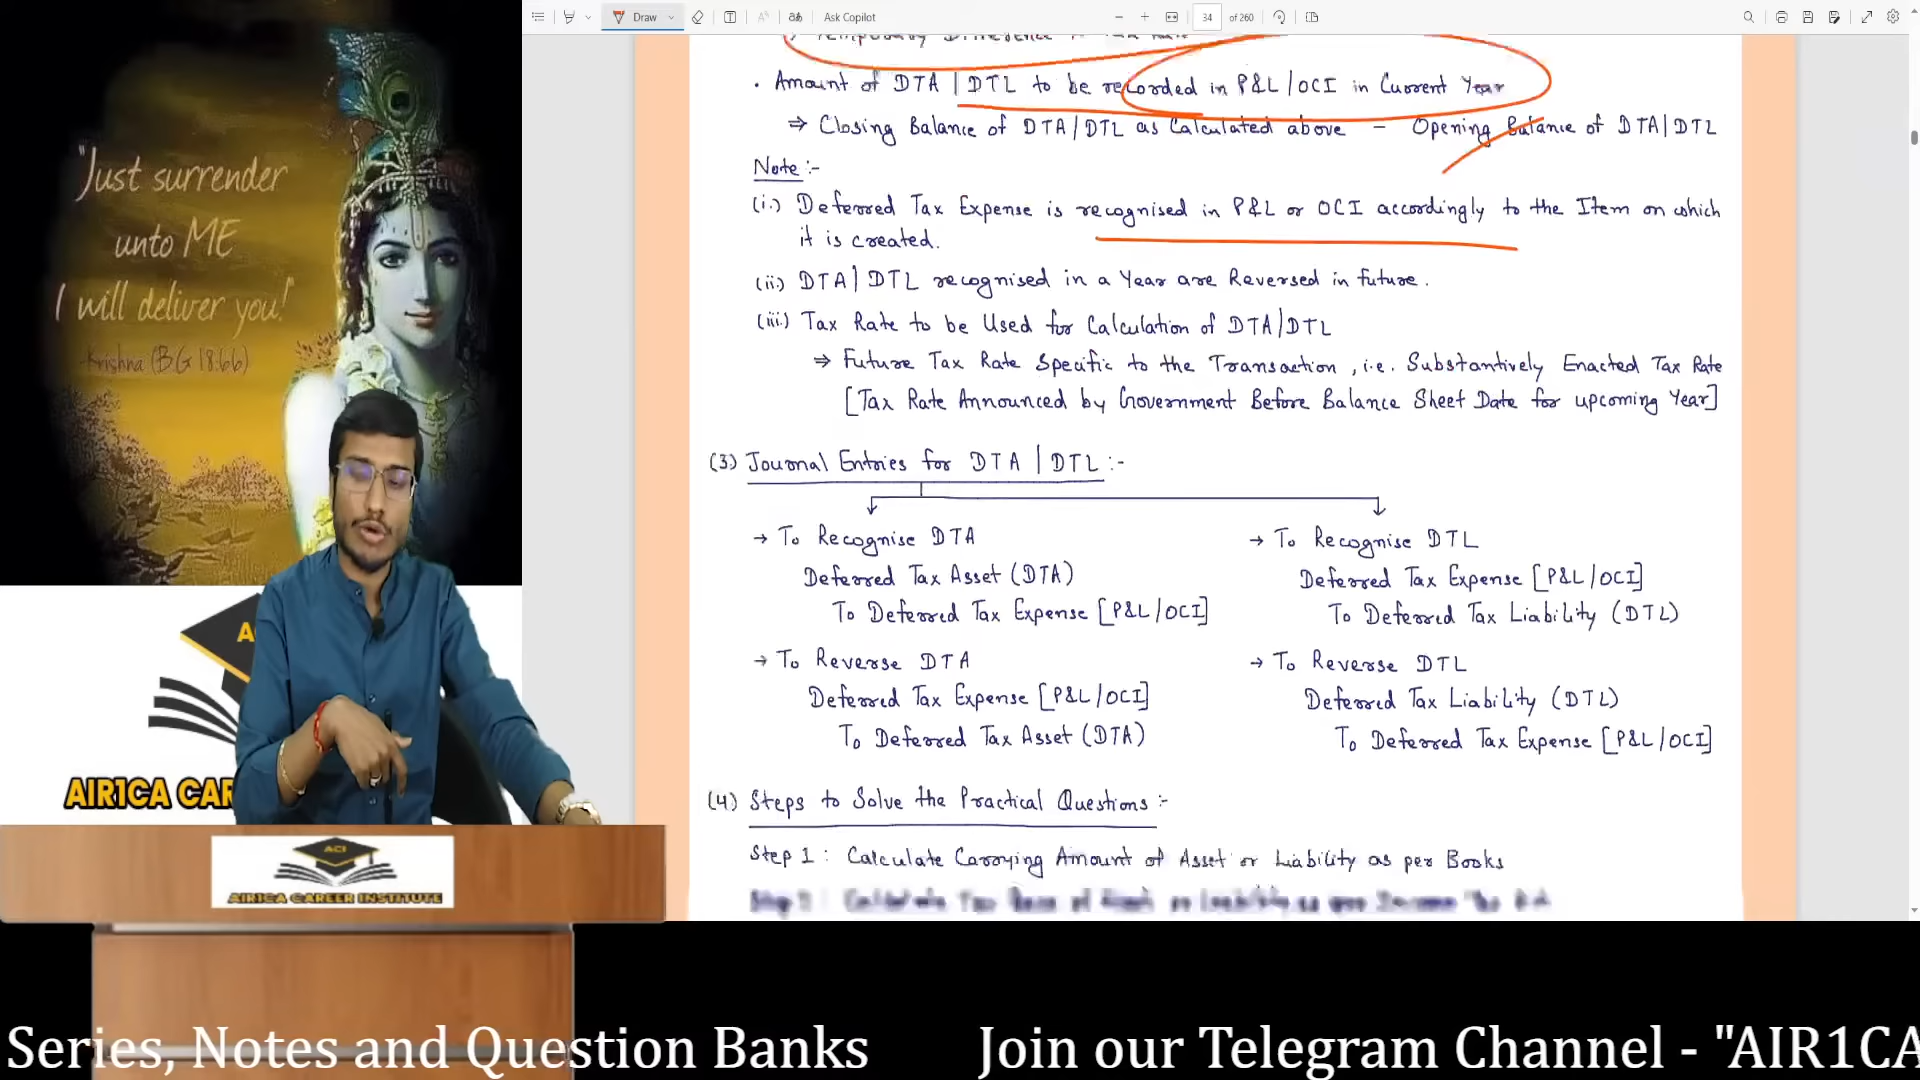 Draw
Ask Copilot
34 of 260
Temporary Difference
• Amount of DTA | DTL to be recorded in P&L / OCI in Current Year
⇒ Closing Balance of DTA/DTL as Calculated above – Opening Balance of DTA|DTL
Note :-
(i.) Deferred Tax Expense is recognised in P&L or OCI accordingly to the Item on which
it is created.
(ii.) DTA| DTL recognised in a Year are Reversed in future.
(iii.) Tax Rate to be Used for Calculation of DTA|DTL
⇒ Future Tax Rate Specific to the Transaction, i.e. Substantively Enacted Tax Rate
[Tax Rate Announced by Government Before Balance Sheet Date for upcoming Year]
(3) Journal Entries for DTA | DTL :-
→ To Recognise DTA
Deferred Tax Asset (DTA)
To Deferred Tax Expense [P&L/OCI]
→ To Recognise DTL
Deferred Tax Expense [P&L/OCI]
To Deferred Tax Liability (DTL)
→ To Reverse DTA
Deferred Tax Expense [P&L/OCI]
To Deferred Tax Asset (DTA)
→ To Reverse DTL
Deferred Tax Liability (DTL)
To Deferred Tax Expense [P&L/OCI]
(4) Steps to Solve the Practical Questions :-
Step 1 : Calculate Carrying Amount of Asset or Liability as per Books
"Just surrender
unto ME
I will deliver you!"
-Krishna (BG 18:66)
AIR1CA CAR
ACI
AIR1CA CAREER INSTITUTE
Series, Notes and Question Banks
Join our Telegram Channel - "AIR1CA